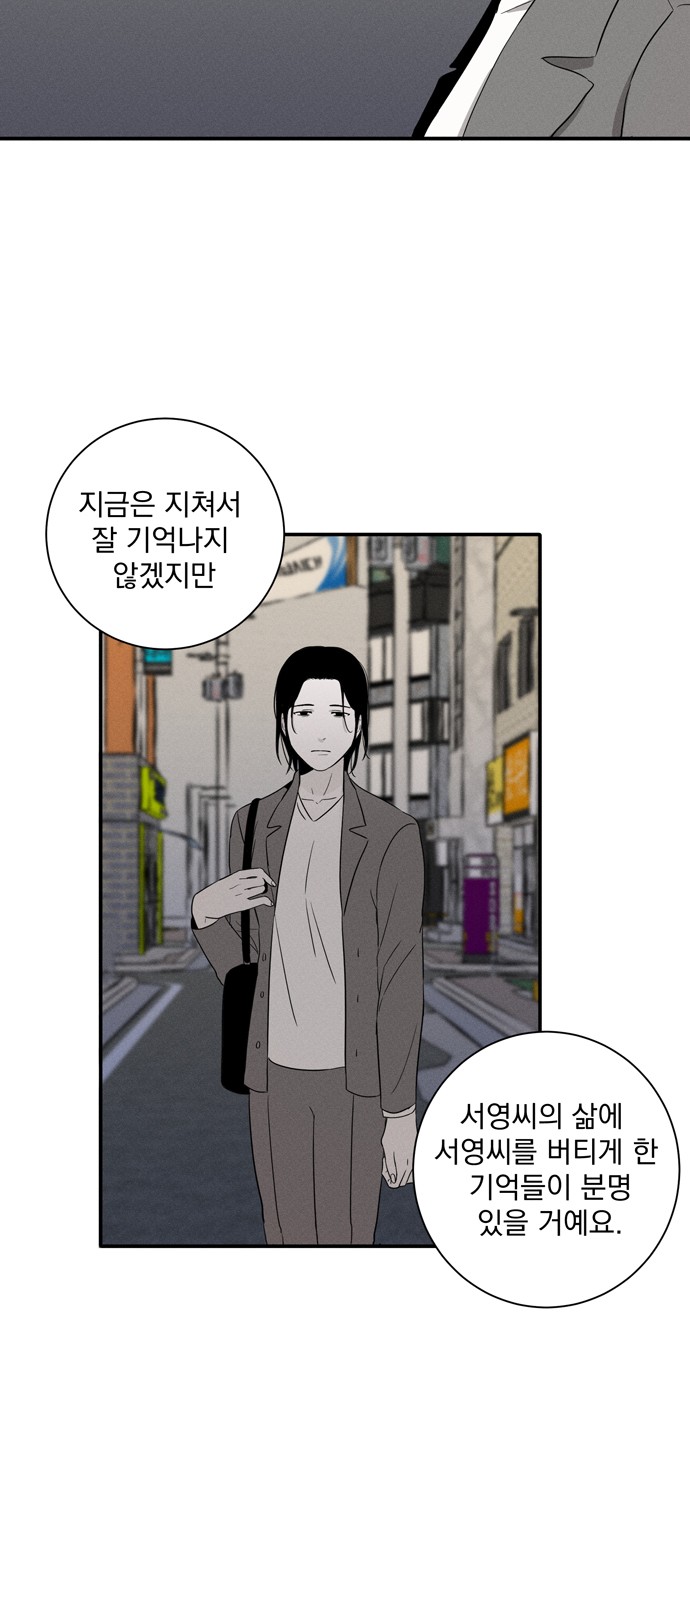 지금은 지쳐서
잘 기억나지
않겠지만
서영씨의 삶에
서영씨를 버티게 한
기억들이 분명
있을 거예요.